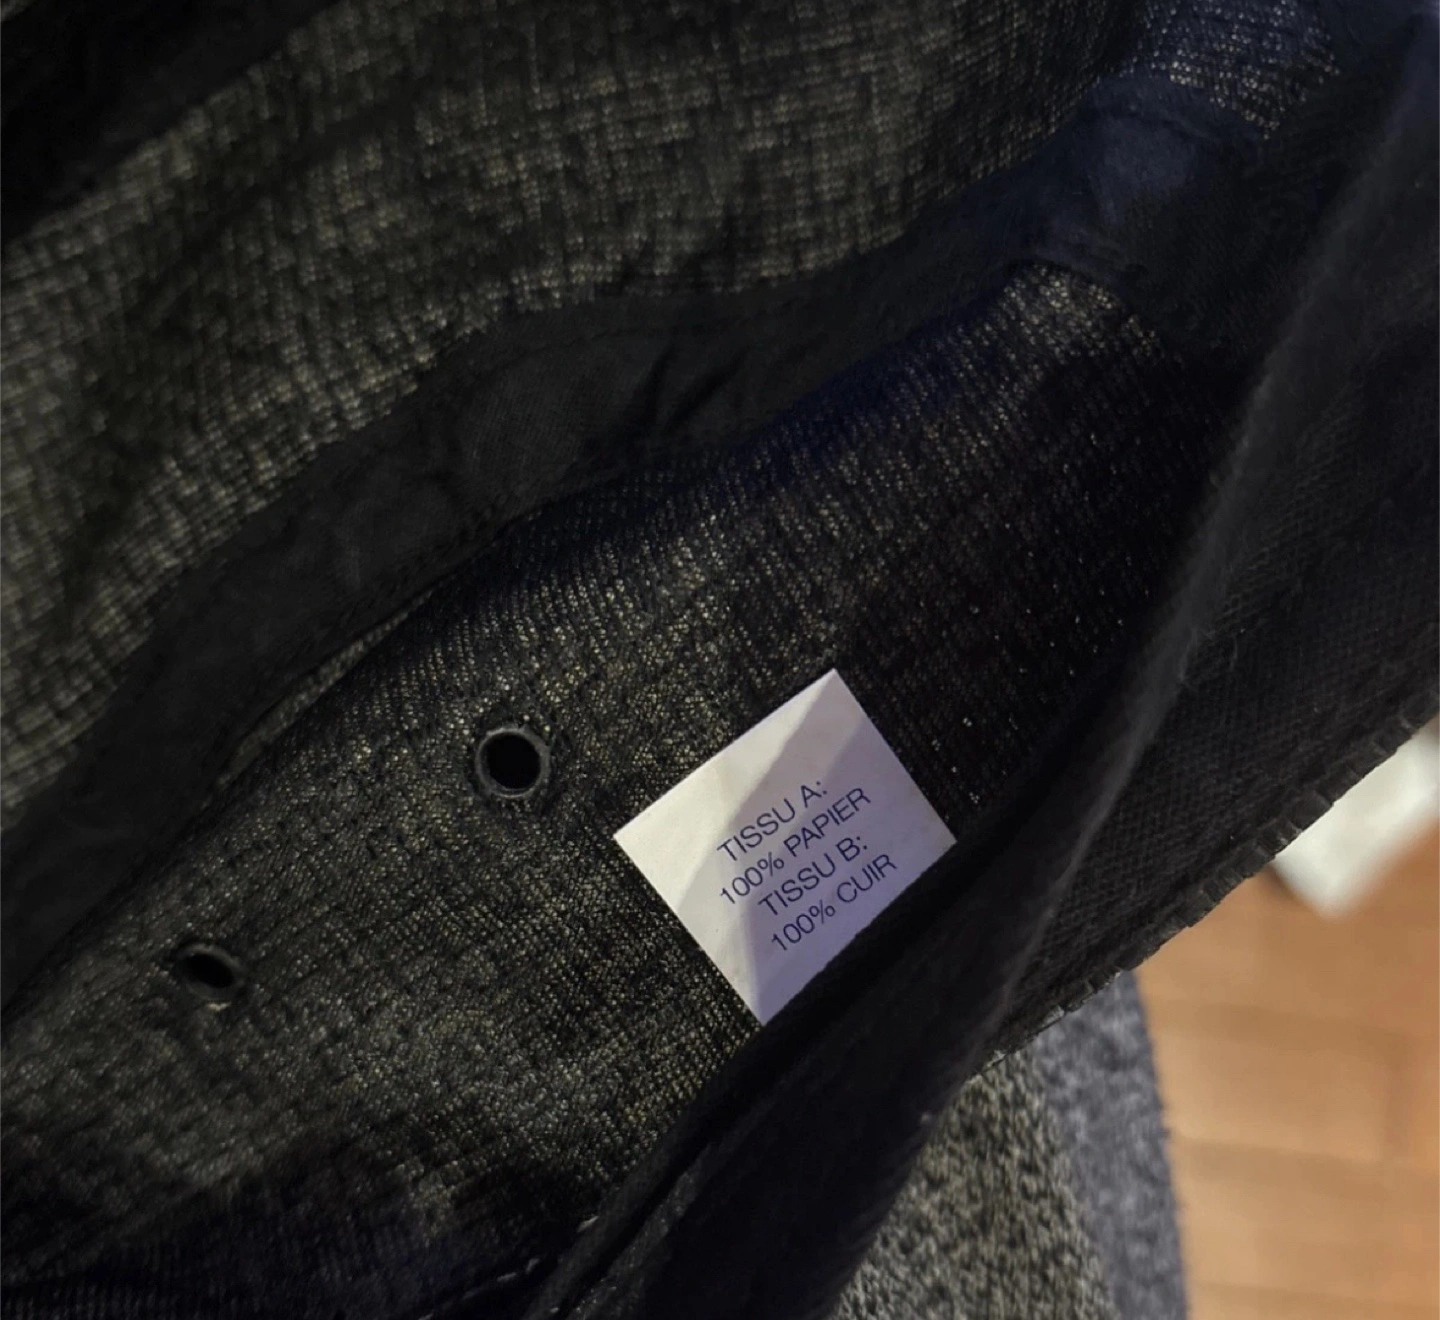 TISSU A:
100% PAPIER
TISSU B:
100% CUIR